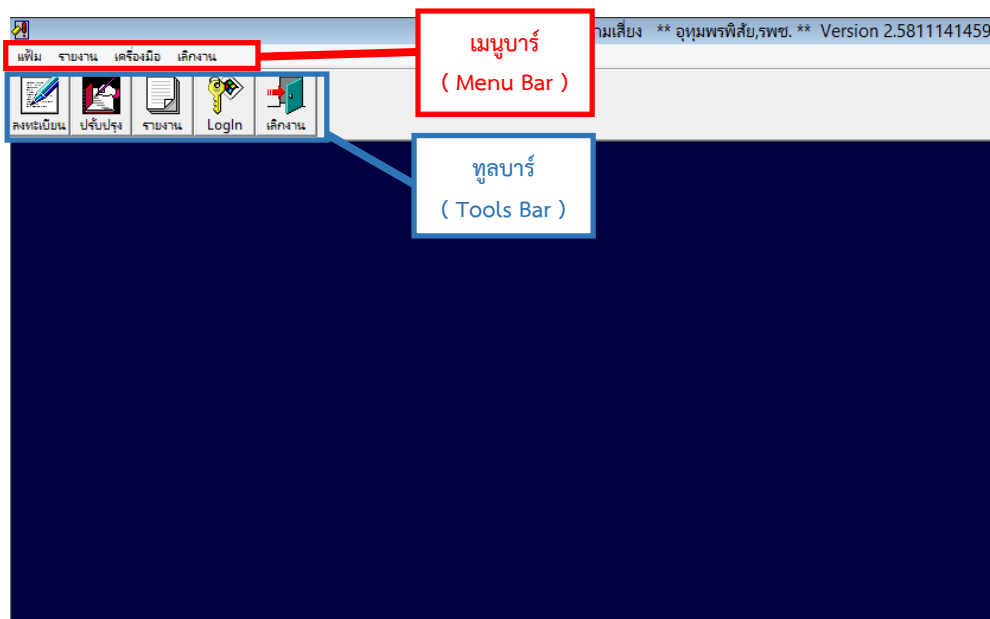 ามเสี่ยง ** อุทุมพรพิสัย,รพช. ** Version 2.5811141459
แฟ้ม รายงาน เครื่องมือ เลิกงาน
เมนูบาร์
( Menu Bar )
ลงทะเบียน ปรับปรุง รายงาน LogIn เลิกงาน
ทูลบาร์
( Tools Bar )